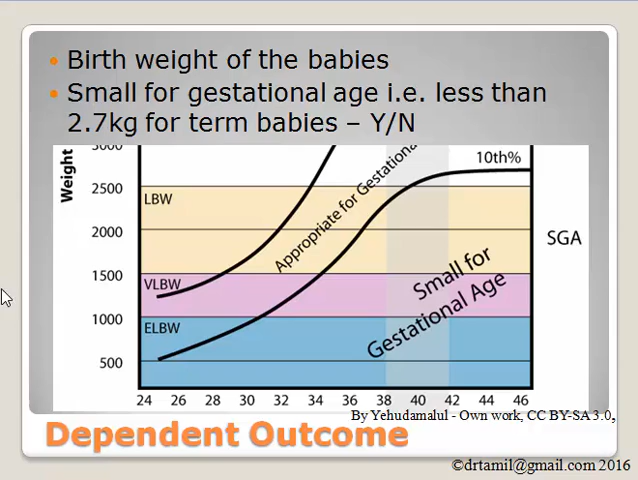 Birth weight of the babies
Small for gestational age i.e. less than
2.7kg for term babies – Y/N
3000
10th%
Weight
Appropriate for Gestationa
2500
LBW
2000
SGA
Small for
Gestational Age
1500
VLBW
1000
ELBW
500
24 26 28 30 32 34 36 38 40 42 44 46
By Yehudamalul - Own work, CC BY-SA 3.0,
Dependent Outcome
©drtamil@gmail.com 2016